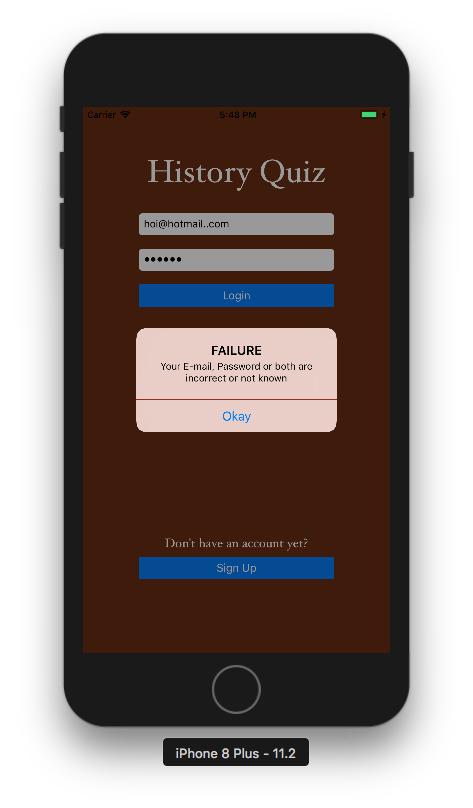 Carrier 5:48 PM
History Quiz
hoi@hotmail..com
●●●●●●
Login
FAILURE
Your E-mail, Password or both are
incorrect or not known
Okay
Don't have an account yet?
Sign Up
iPhone 8 Plus - 11.2